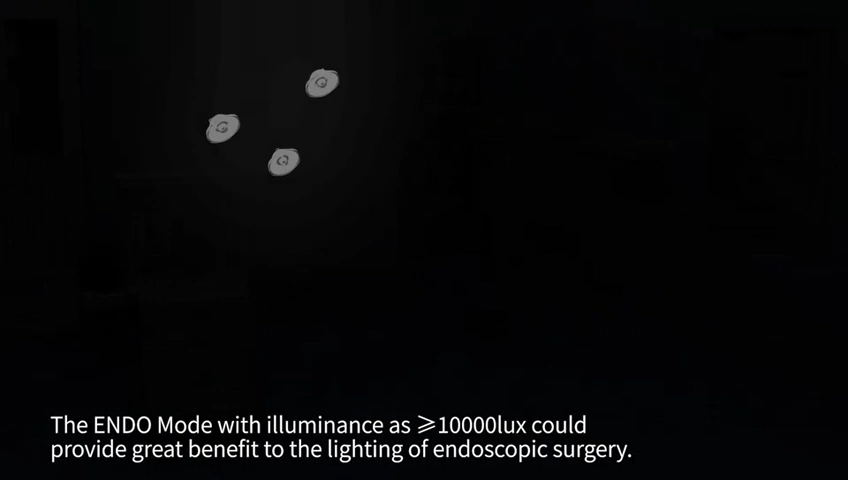 The ENDO Mode with illuminance as ≥10000lux could
provide great benefit to the lighting of endoscopic surgery.